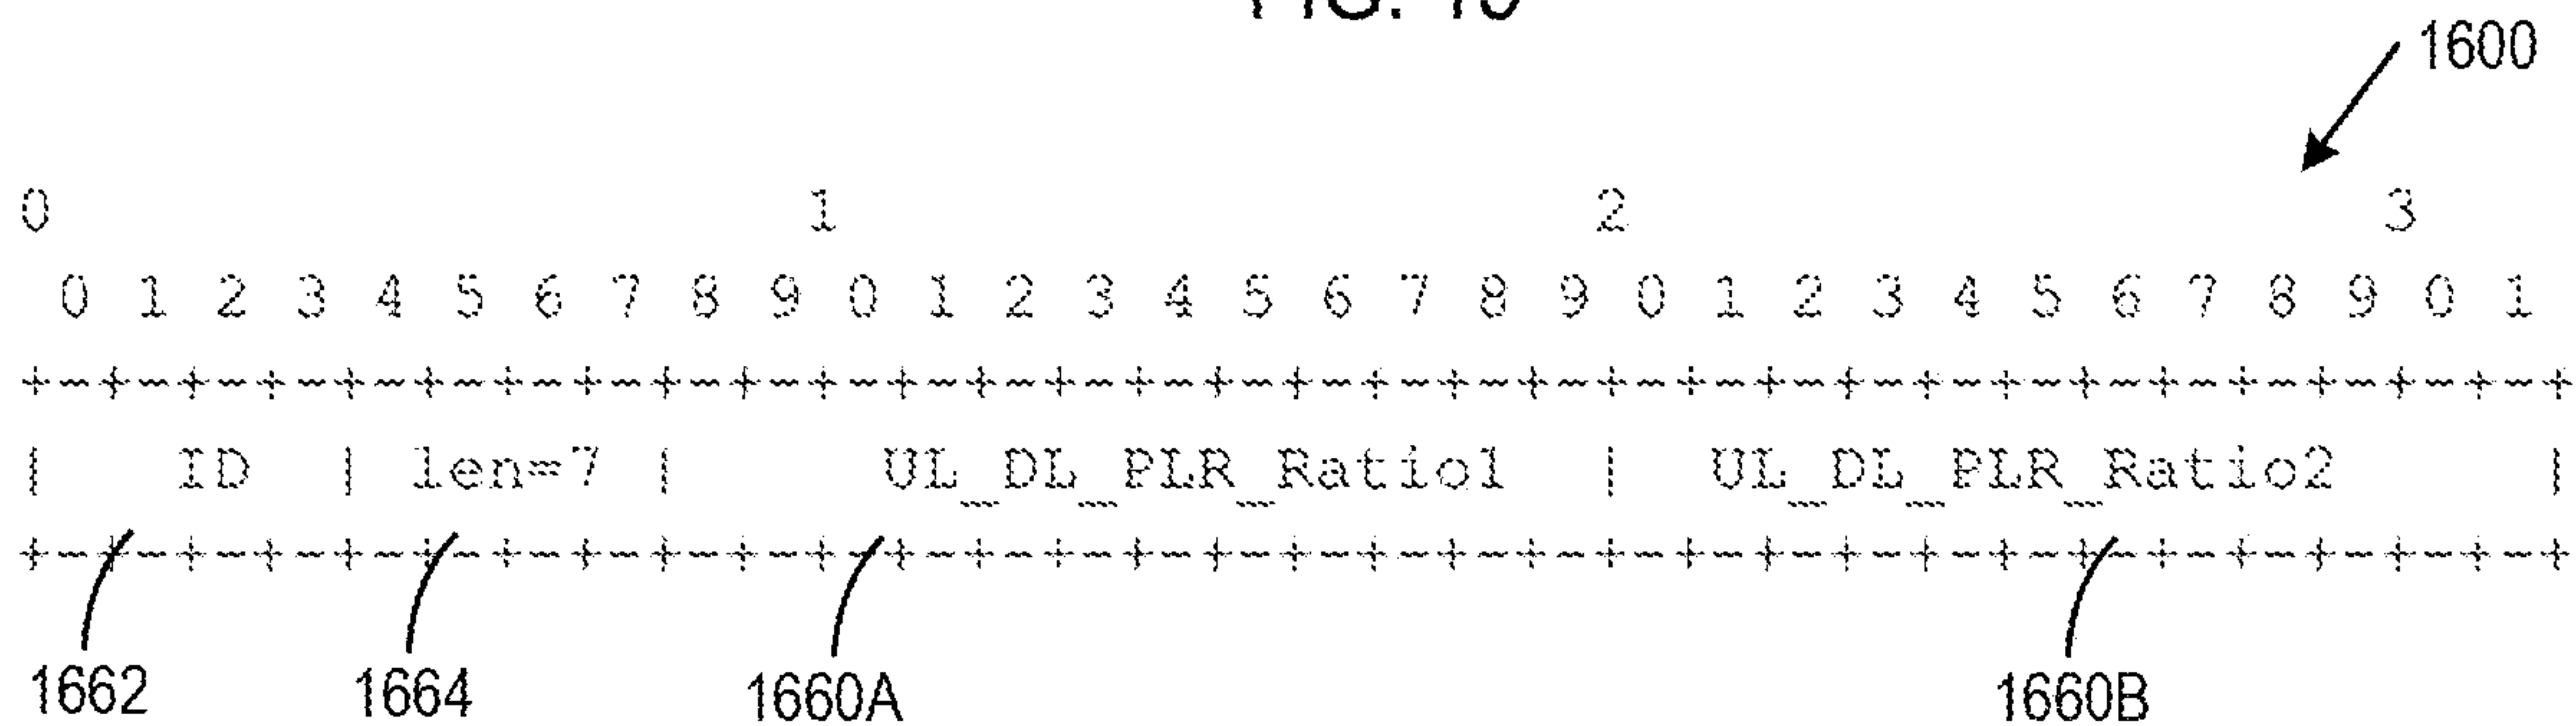 1600
0 1 2 3
0 1 2 3 4 5 6 7 8 9 0 1 2 3 4 5 6 7 8 9 0 1 2 3 4 5 6 7 8 9 0 1
+-+-+-+-+-+-+-+-+-+-+-+-+-+-+-+-+-+-+-+-+-+-+-+-+-+-+-+-+-+-+-+-+
| ID | len=7 | UL_DL_PLR_Ratio1 | UL_DL_PLR_Ratio2 |
+-+-+-+-+-+-+-+-+-+-+-+-+-+-+-+-+-+-+-+-+-+-+-+-+-+-+-+-+-+-+-+-+
1662 1664 1660A 1660B